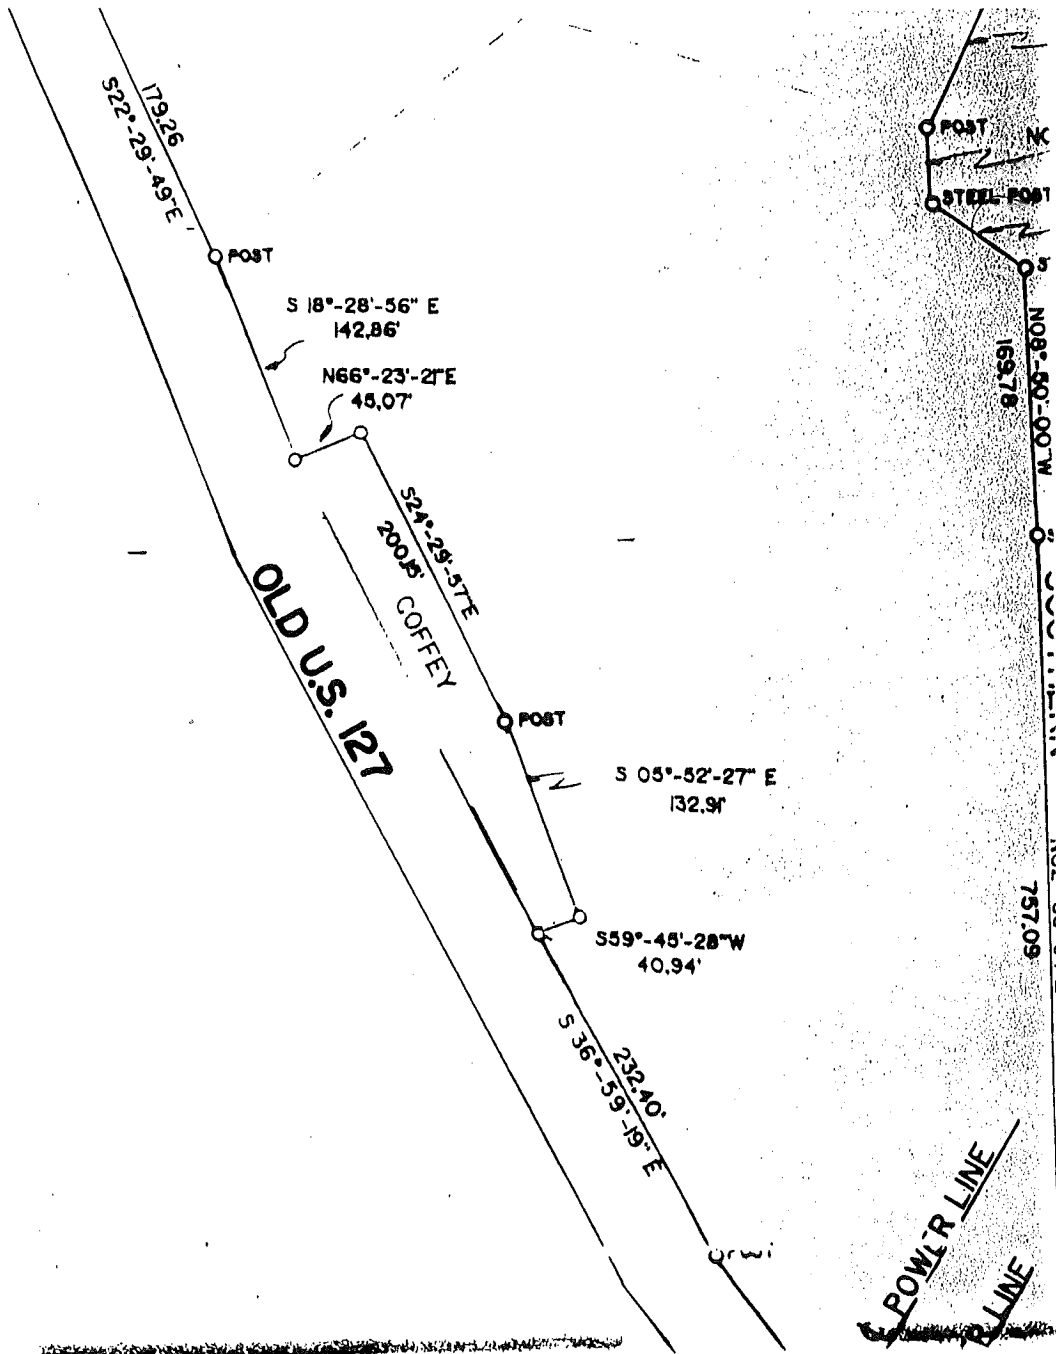 179.26
S22°-29'-49"E
POST
S 18°-28'-56" E
142.86'
N66°-23'-21"E
45.07'
S24°-29'-57"E
200.15'
COFFEY
OLD U.S. 127
POST
S 05°-52'-27" E
132.91'
S59°-45'-28"W
40.94'
232.40'
S 36°-59'-19" E
POST
STEEL POST
N08°-50'-00"W
169.78
757.09
POWER LINE
LINE